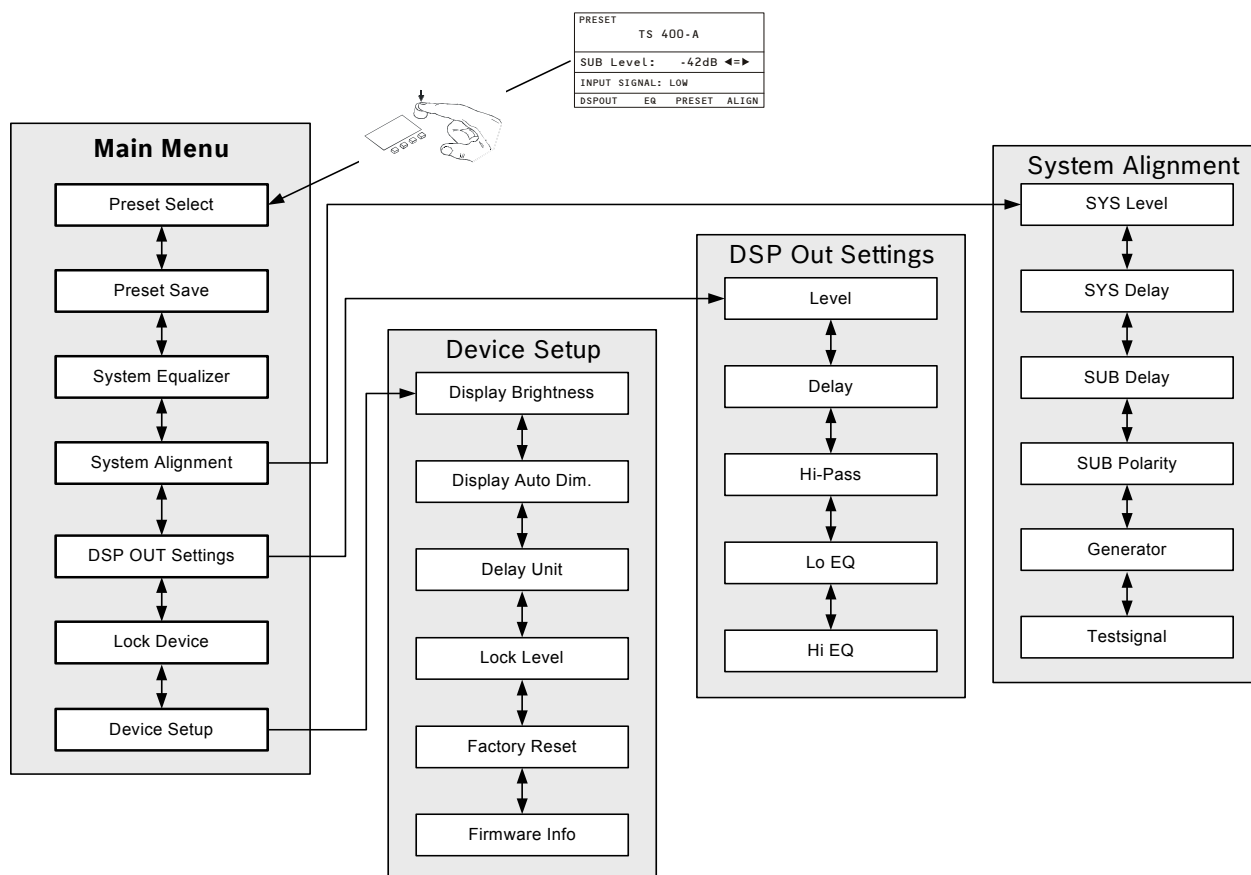 PRESET
TS 400-A
SUB Level: -42dB ◄=►
INPUT SIGNAL: LOW
DSPOUT EQ PRESET ALIGN
Main Menu
Preset Select
Preset Save
System Equalizer
System Alignment
DSP OUT Settings
Lock Device
Device Setup
Device Setup
Display Brightness
Display Auto Dim.
Delay Unit
Lock Level
Factory Reset
Firmware Info
DSP Out Settings
Level
Delay
Hi-Pass
Lo EQ
Hi EQ
System Alignment
SYS Level
SYS Delay
SUB Delay
SUB Polarity
Generator
Testsignal